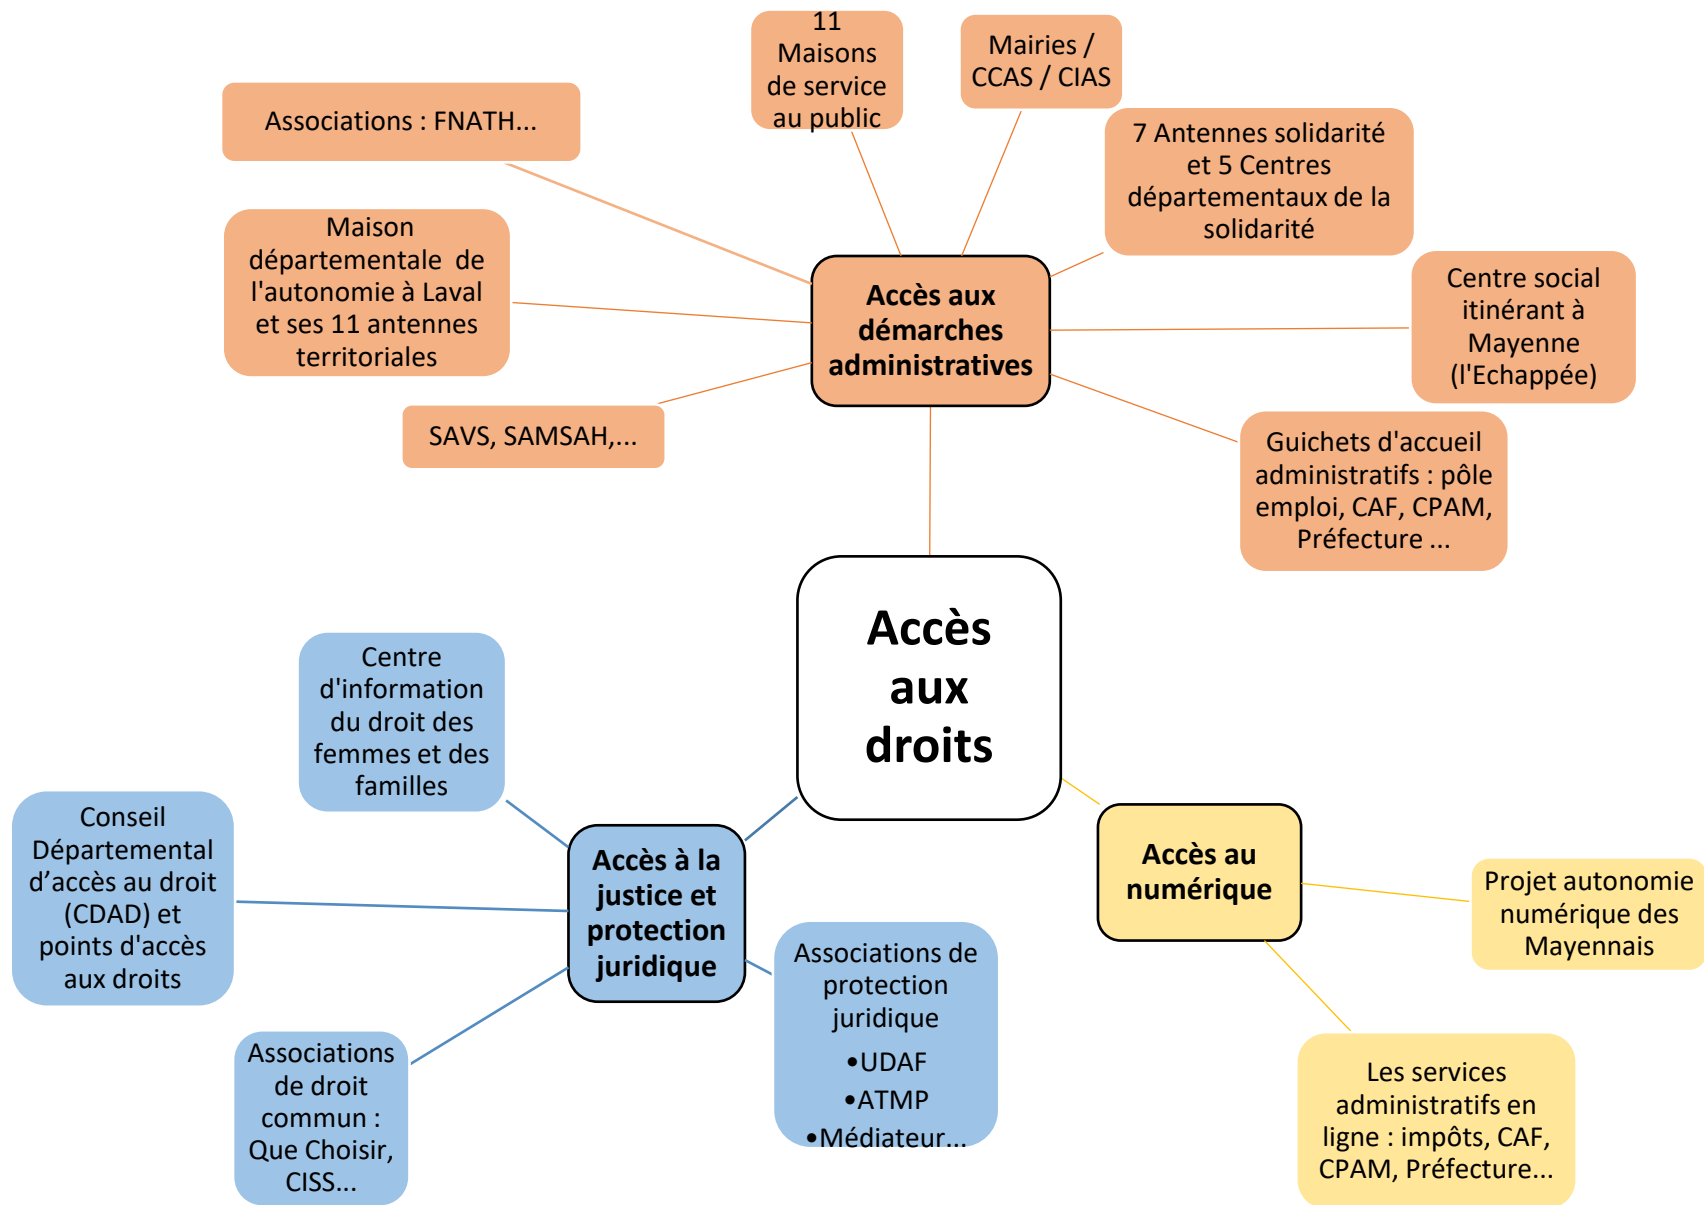 11
Maisons
de service
au public
Mairies /
CCAS / CIAS
Associations : FNATH...
7 Antennes solidarité
et 5 Centres
départementaux de la
solidarité
Maison
départementale  de
l'autonomie à Laval
et ses 11 antennes
territoriales
Accès aux
démarches
administratives
Centre social
itinérant à
Mayenne
(l'Echappée)
SAVS, SAMSAH,...
Guichets d'accueil
administratifs : pôle
emploi, CAF, CPAM,
Préfecture ...
Accès
aux
droits
Centre
d'information
du droit des
femmes et des
familles
Conseil
Départemental
d’accès au droit
(CDAD) et
points d'accès
aux droits
Accès à la
justice et
protection
juridique
Accès au
numérique
Projet autonomie
numérique des
Mayennais
Associations de
protection
juridique
•UDAF
•ATMP
•Médiateur...
Associations
de droit
commun :
Que Choisir,
CISS...
Les services
administratifs en
ligne : impôts, CAF,
CPAM, Préfecture...